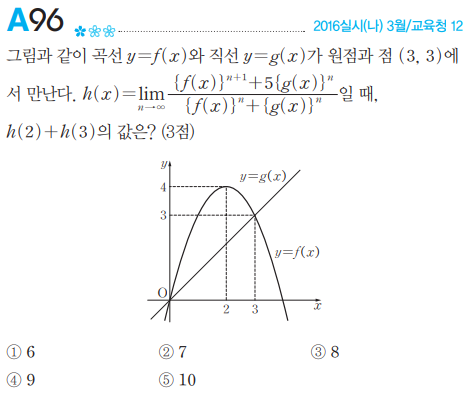 A96
2016실시(나) 3월/교육청 12
그림과 같이 곡선 y=f(x)와 직선 y=g(x)가 원점과 점 (3, 3)에
서 만난다. h(x)=lim_{n→∞} \frac{{f(x)}^{n+1}+5{g(x)}^{n}}{{f(x)}^{n}+{g(x)}^{n}}일 때,
h(2)+h(3)의 값은? (3점)
y
y=g(x)
4
3
y=f(x)
O
2 3 x
① 6 ② 7 ③ 8
④ 9 ⑤ 10